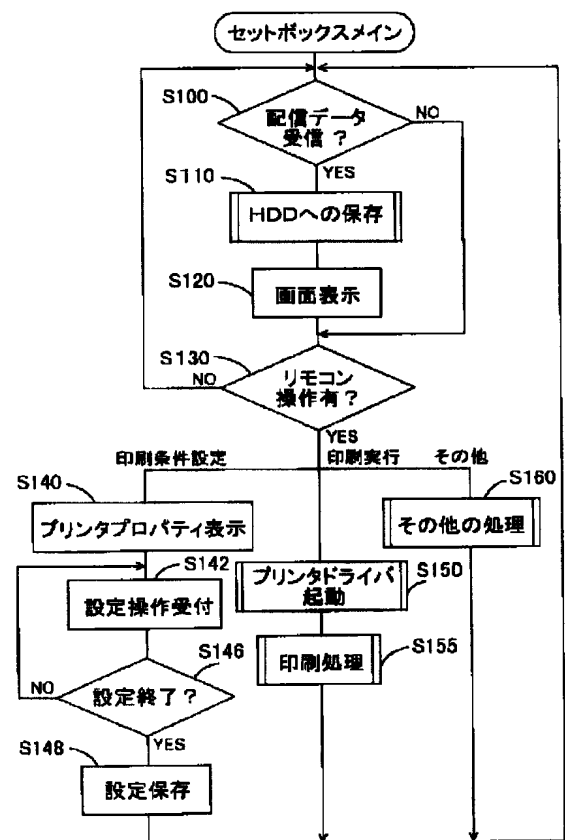 セットボックスメイン
S100
配信データ
受信？
NO
YES
S110
HDDへの保存
S120
画面表示
S130
リモコン
操作有？
NO
YES
印刷条件設定
印刷実行
その他
S140
プリンタプロパティ表示
S160
その他の処理
S142
設定操作受付
S150
プリンタドライバ
起動
S146
設定終了？
NO
YES
S155
印刷処理
S148
設定保存